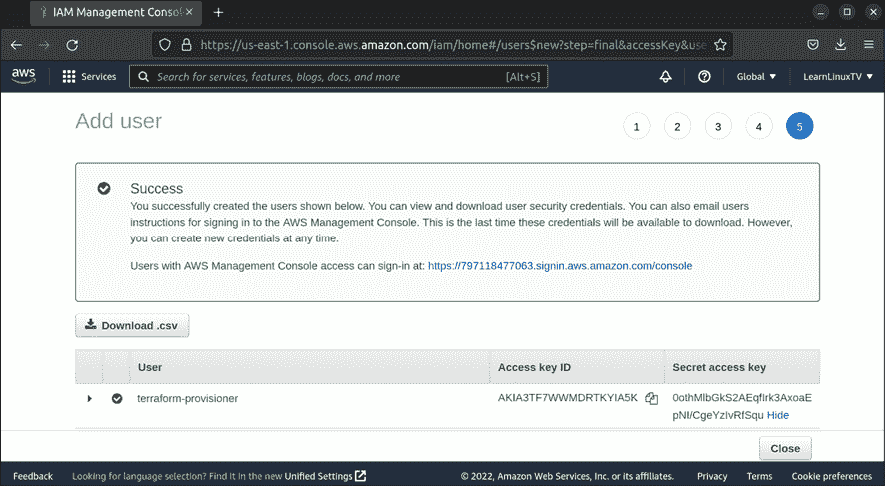 IAM Management Consol
https://us-east-1.console.aws.amazon.com/iam/home#/users$new?step=final&accessKey&use
aws Services Search for services, features, blogs, docs, and more [Alt+S] Global LearnLinuxTV
Add user
1 2 3 4 5
Success
You successfully created the users shown below. You can view and download user security credentials. You can also email users
instructions for signing in to the AWS Management Console. This is the last time these credentials will be available to download. However,
you can create new credentials at any time.
Users with AWS Management Console access can sign-in at: https://797118477063.signin.aws.amazon.com/console
Download .csv
User Access key ID Secret access key
terraform-provisioner AKIA3TF7WWMDRTKYIA5K
Hide
Close
Feedback Looking for language selection? Find it in the new Unified Settings © 2022, Amazon Web Services, Inc. or its affiliates. Privacy Terms Cookie preferences